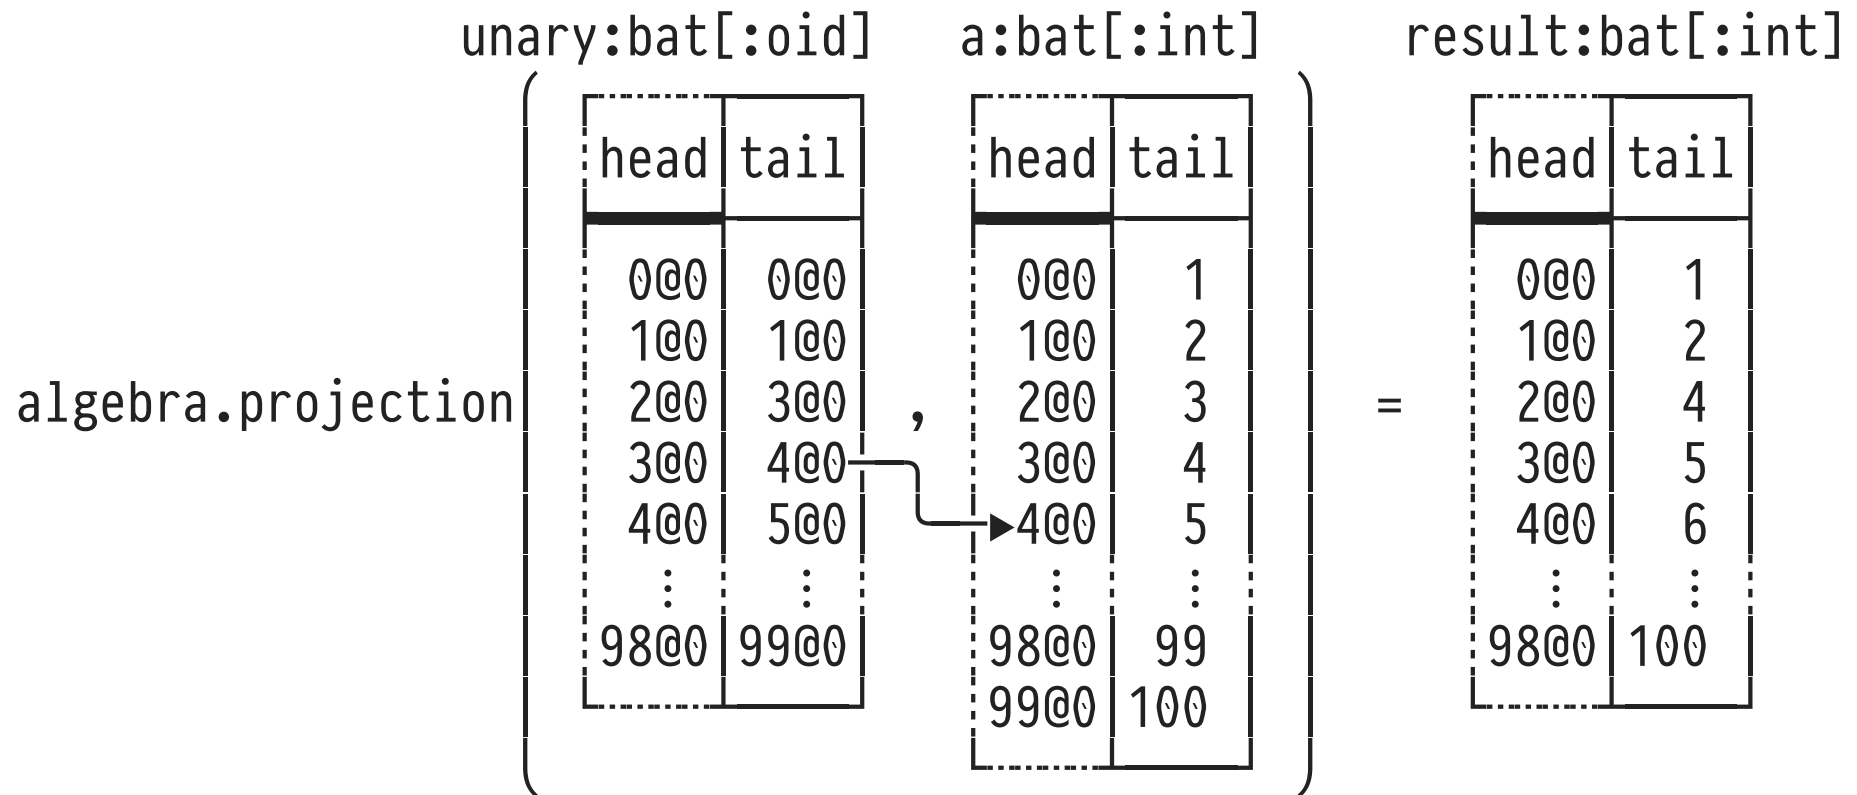 unary:bat[:oid] a:bat[:int] result:bat[:int]
head tail head tail head tail
0@0 0@0 0@0 1 0@0 1
1@0 1@0 1@0 2 1@0 2
algebra.projection 2@0 3@0 , 2@0 3 = 2@0 4
3@0 4@0 3@0 4 3@0 5
4@0 5@0 4@0 5 4@0 6
⋮ ⋮ ⋮ ⋮ ⋮ ⋮
98@0 99@0 98@0 99 98@0 100
99@0 100